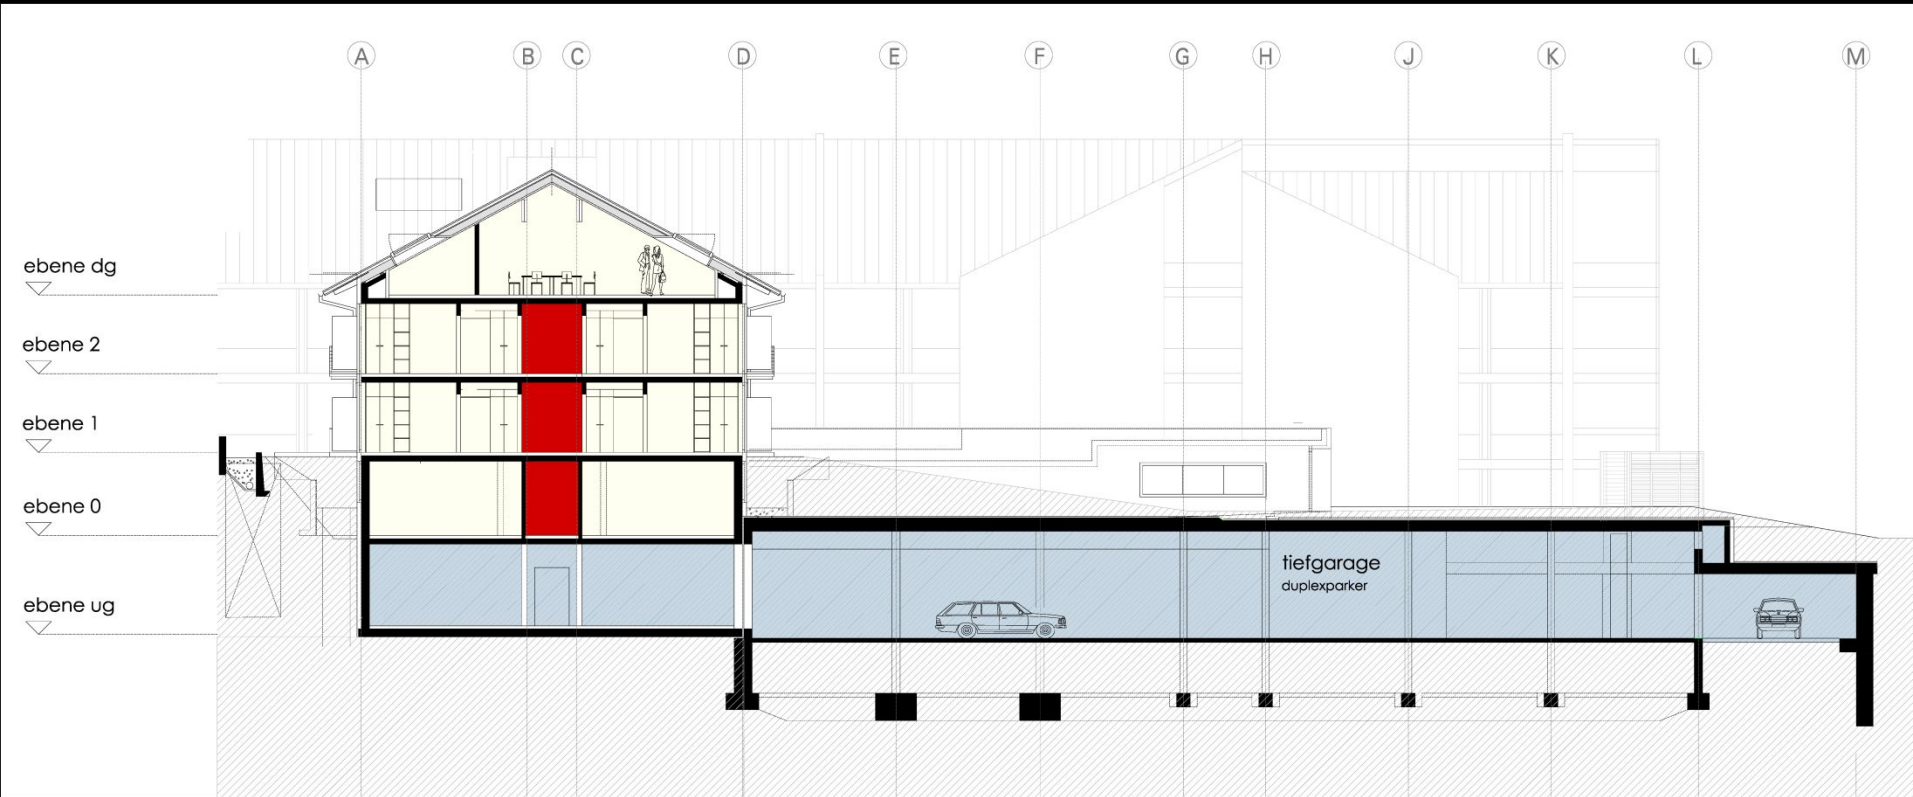 A B C D E F G H J K L M
ebene dg
ebene 2
ebene 1
ebene 0
tiefgarage
duplexparker
ebene ug